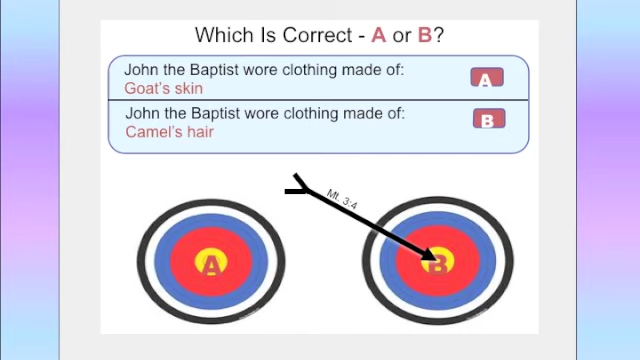 Which Is Correct - A or B?
John the Baptist wore clothing made of:
Goat's skin
A
John the Baptist wore clothing made of:
Camel's hair
B
Mt. 3:4
A
B